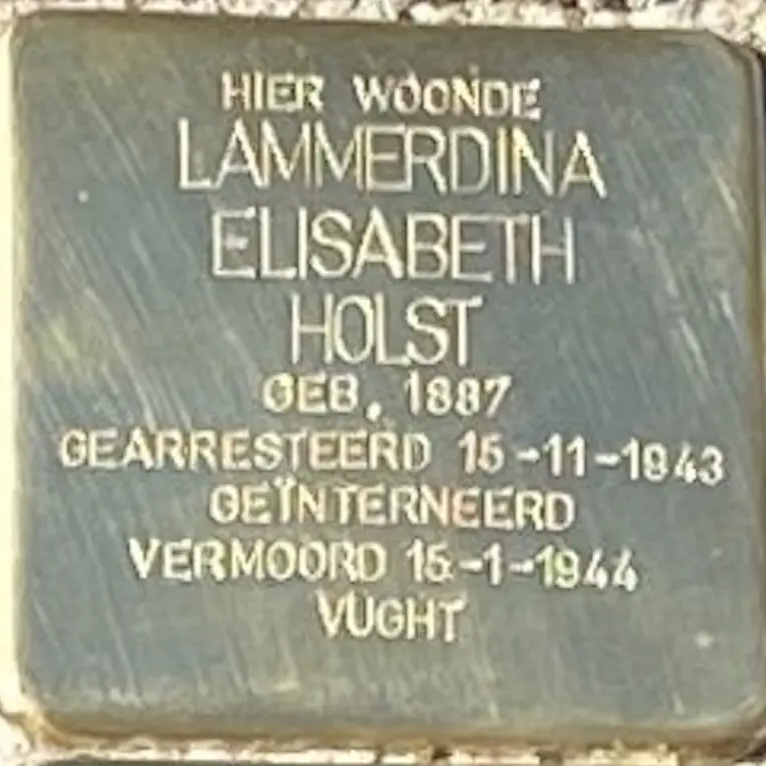 HIER WOONDE
LAMMERDINA
ELISABETH
HOLST
GEB. 1887
GEARRESTEERD 15-11-1943
GEÏNTERNEERD
VERMOORD 15-1-1944
VUGHT